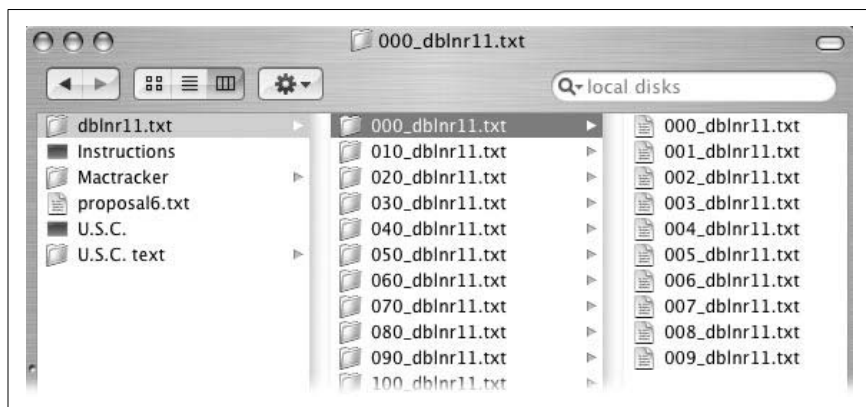 000_dblnr11.txt
local disks
dblnr11.txt
Instructions
Mactracker
proposal6.txt
U.S.C.
U.S.C. text
000_dblnr11.txt
010_dblnr11.txt
020_dblnr11.txt
030_dblnr11.txt
040_dblnr11.txt
050_dblnr11.txt
060_dblnr11.txt
070_dblnr11.txt
080_dblnr11.txt
090_dblnr11.txt
100_dblnr11.txt
000_dblnr11.txt
001_dblnr11.txt
002_dblnr11.txt
003_dblnr11.txt
004_dblnr11.txt
005_dblnr11.txt
006_dblnr11.txt
007_dblnr11.txt
008_dblnr11.txt
009_dblnr11.txt